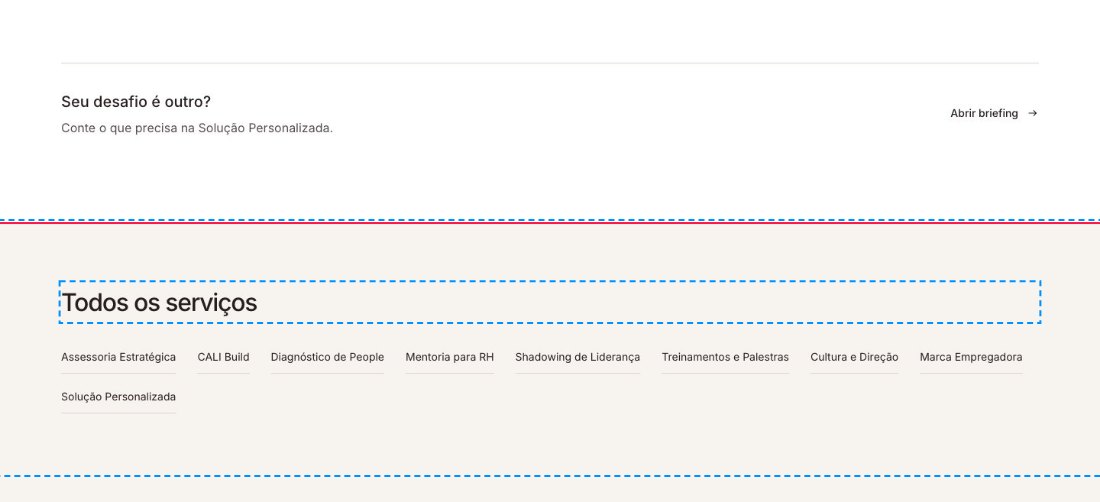 Seu desafio é outro?
Conte o que precisa na Solução Personalizada.
Abrir briefing →
Todos os serviços
Assessoria Estratégica CALI Build Diagnóstico de People Mentoria para RH Shadowing de Liderança Treinamentos e Palestras Cultura e Direção Marca Empregadora
Solução Personalizada